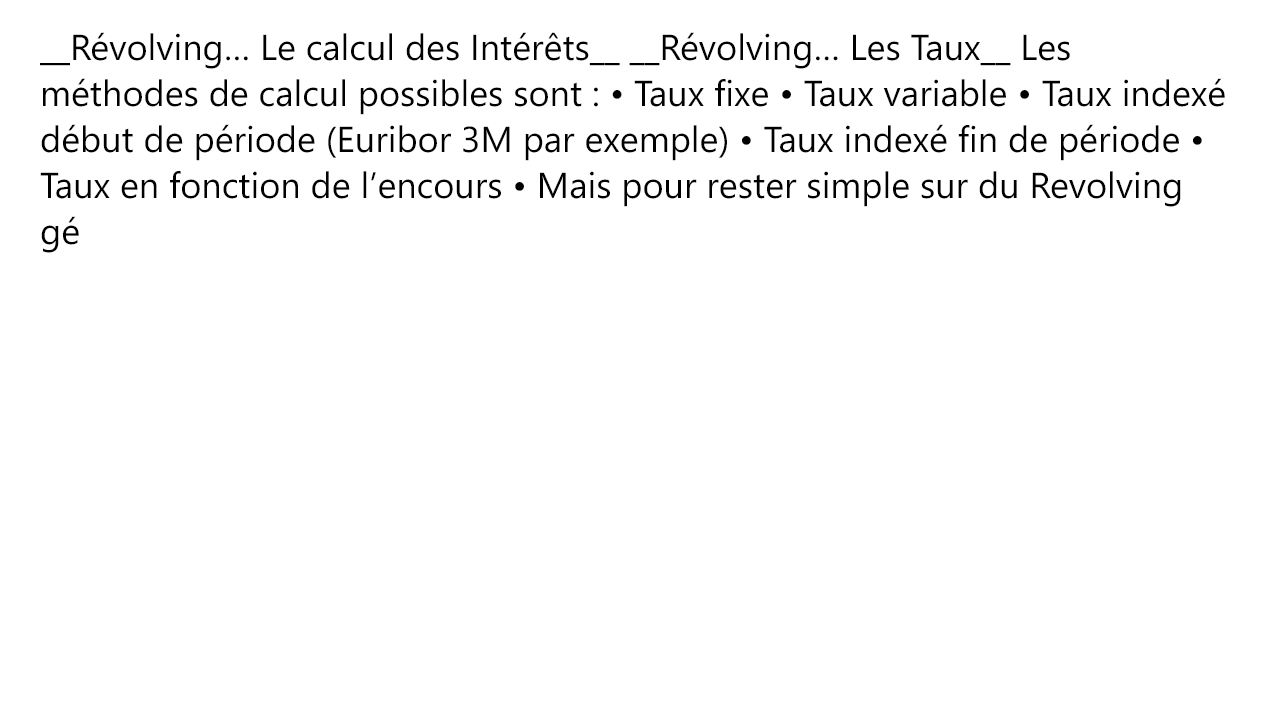 __Révolving… Le calcul des Intérêts__ __Révolving… Les Taux__ Les
méthodes de calcul possibles sont : • Taux fixe • Taux variable • Taux indexé
début de période (Euribor 3M par exemple) • Taux indexé fin de période •
Taux en fonction de l’encours • Mais pour rester simple sur du Revolving
gé